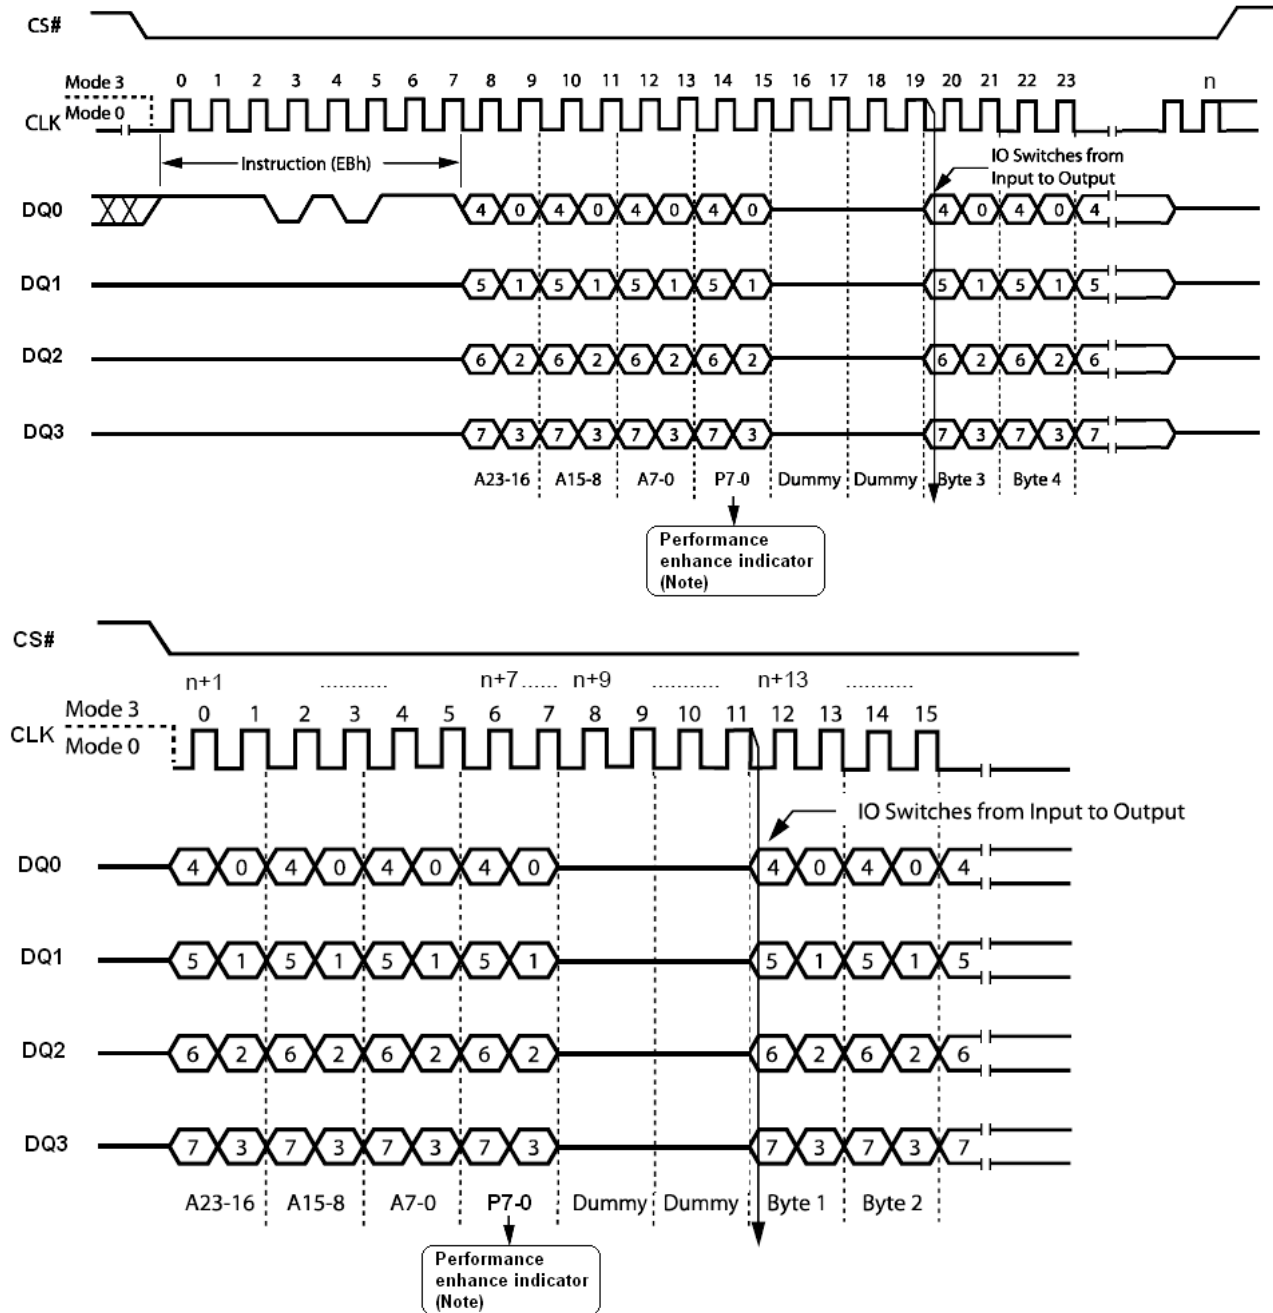 CS#
Mode 3
0 1 2 3 4 5 6 7 8 9 10 11 12 13 14 15 16 17 18 19 20 21 22 23 n
Mode 0
CLK
Instruction (EBh)
IO Switches from
Input to Output
DQ0 4 0 4 0 4 0 4 0 4 0 4 0 4
DQ1 5 1 5 1 5 1 5 1 5 1 5 1 5
DQ2 6 2 6 2 6 2 6 2 6 2 6 2 6
DQ3 7 3 7 3 7 3 7 3 7 3 7 3 7
A23-16 A15-8 A7-0 P7-0 Dummy Dummy Byte 3 Byte 4
Performance
enhance indicator
(Note)
CS#
n+1 ........... n+7 ...... n+9 ........... n+13 ...........
Mode 3
0 1 2 3 4 5 6 7 8 9 10 11 12 13 14 15
CLK
Mode 0
IO Switches from Input to Output
DQ0 4 0 4 0 4 0 4 0 4 0 4 0 4
DQ1 5 1 5 1 5 1 5 1 5 1 5 1 5
DQ2 6 2 6 2 6 2 6 2 6 2 6 2 6
DQ3 7 3 7 3 7 3 7 3 7 3 7 3 7
A23-16 A15-8 A7-0 P7-0 Dummy Dummy Byte 1 Byte 2
Performance
enhance indicator
(Note)